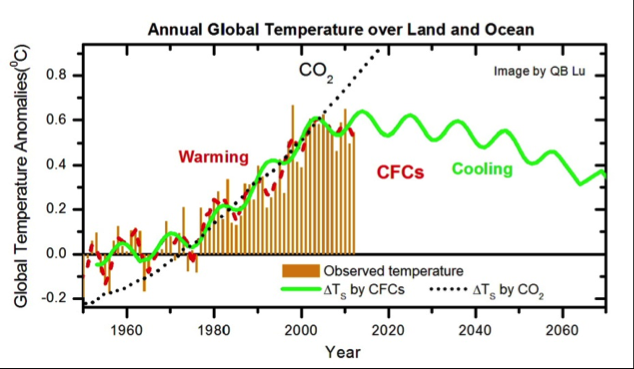 Annual Global Temperature over Land and Ocean
Global Temperature Anomalies(⁰C)
0.8
0.6
0.4
0.2
0.0
-0.2
CO₂
Image by QB Lu
Warming
CFCs
Cooling
Observed temperature
ΔT_S by CFCs
ΔT_S by CO₂
1960
1980
2000
2020
2040
2060
Year